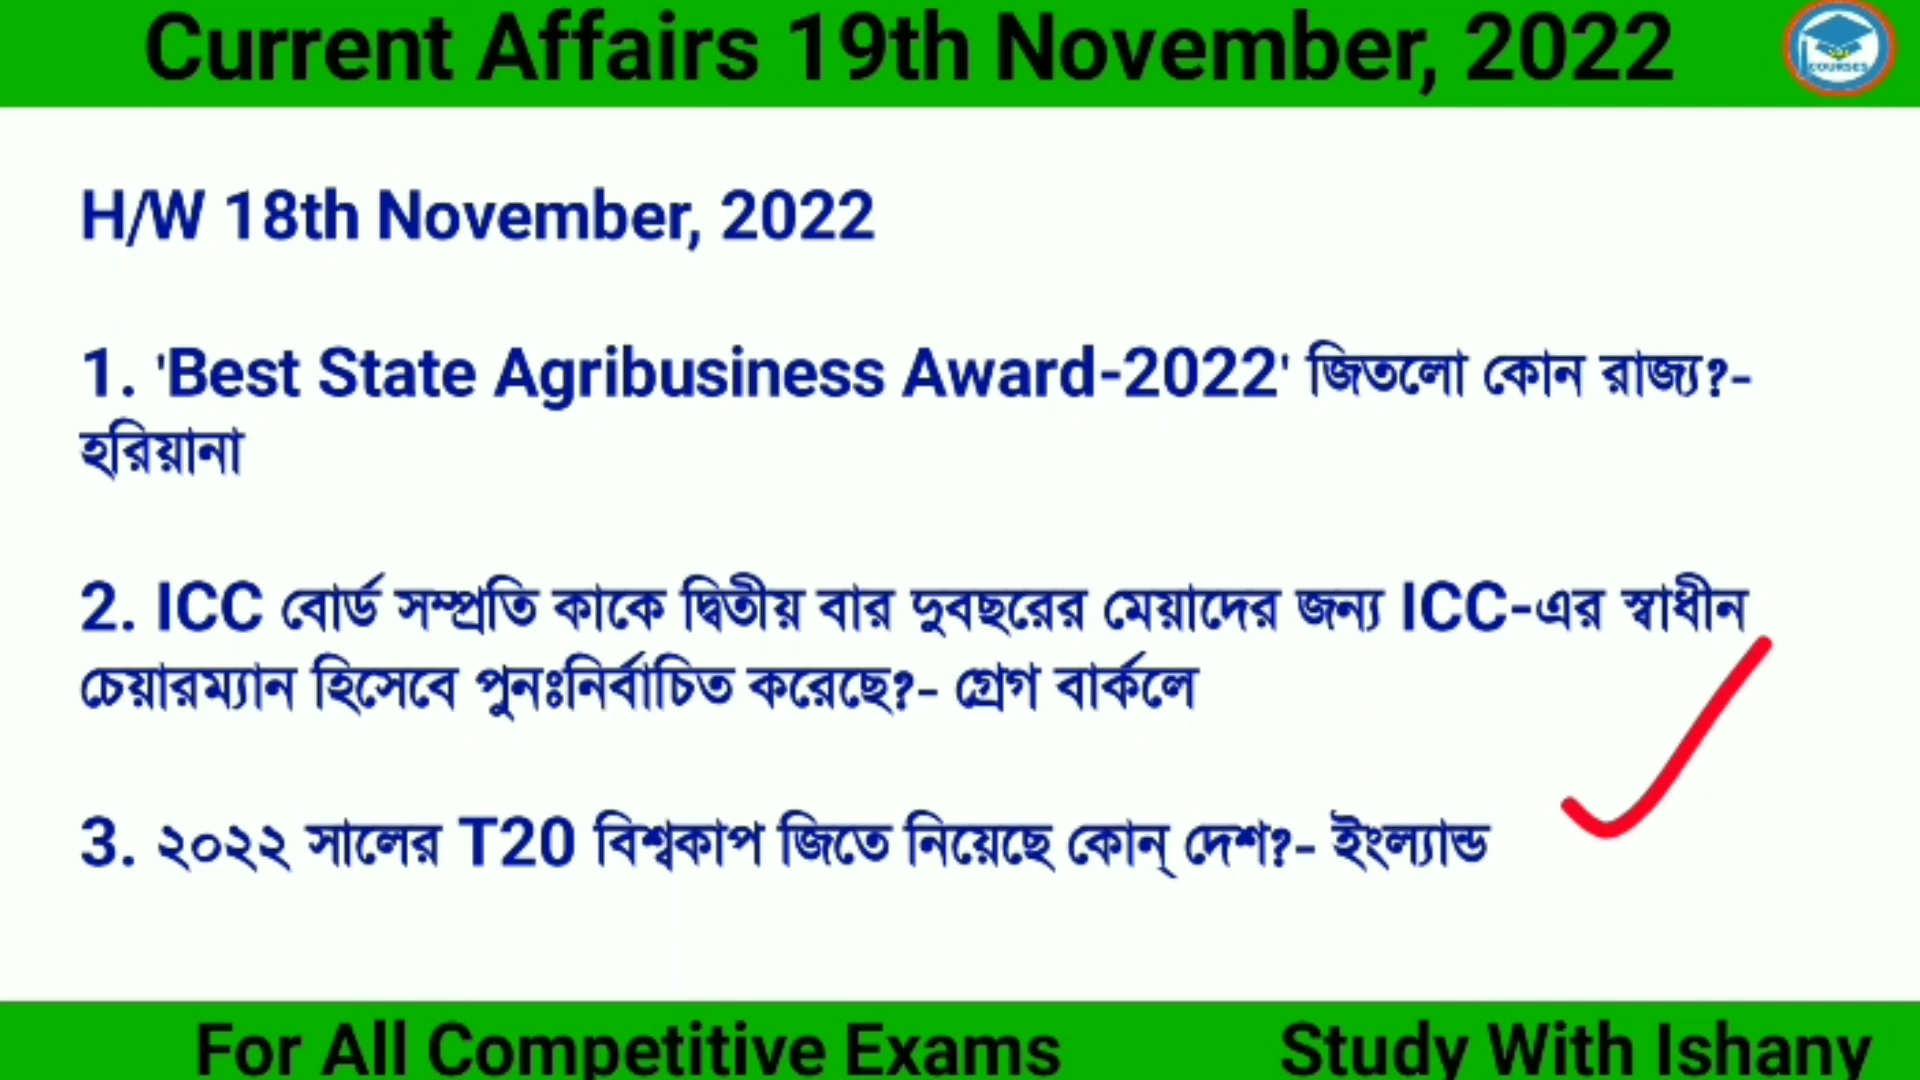 Current Affairs 19th November, 2022
COURSES
H/W 18th November, 2022
1. 'Best State Agribusiness Award-2022' জিতলো কোন রাজ্য?-
হরিয়ানা
2. ICC বোর্ড সম্প্রতি কাকে দ্বিতীয় বার দুবছরের মেয়াদের জন্য ICC-এর স্বাধীন
চেয়ারম্যান হিসেবে পুনঃনির্বাচিত করেছে?- গ্রেগ বার্কলে
3. ২০২২ সালের T20 বিশ্বকাপ জিতে নিয়েছে কোন্ দেশ?- ইংল্যান্ড
For All Competitive Exams Study With Ishany